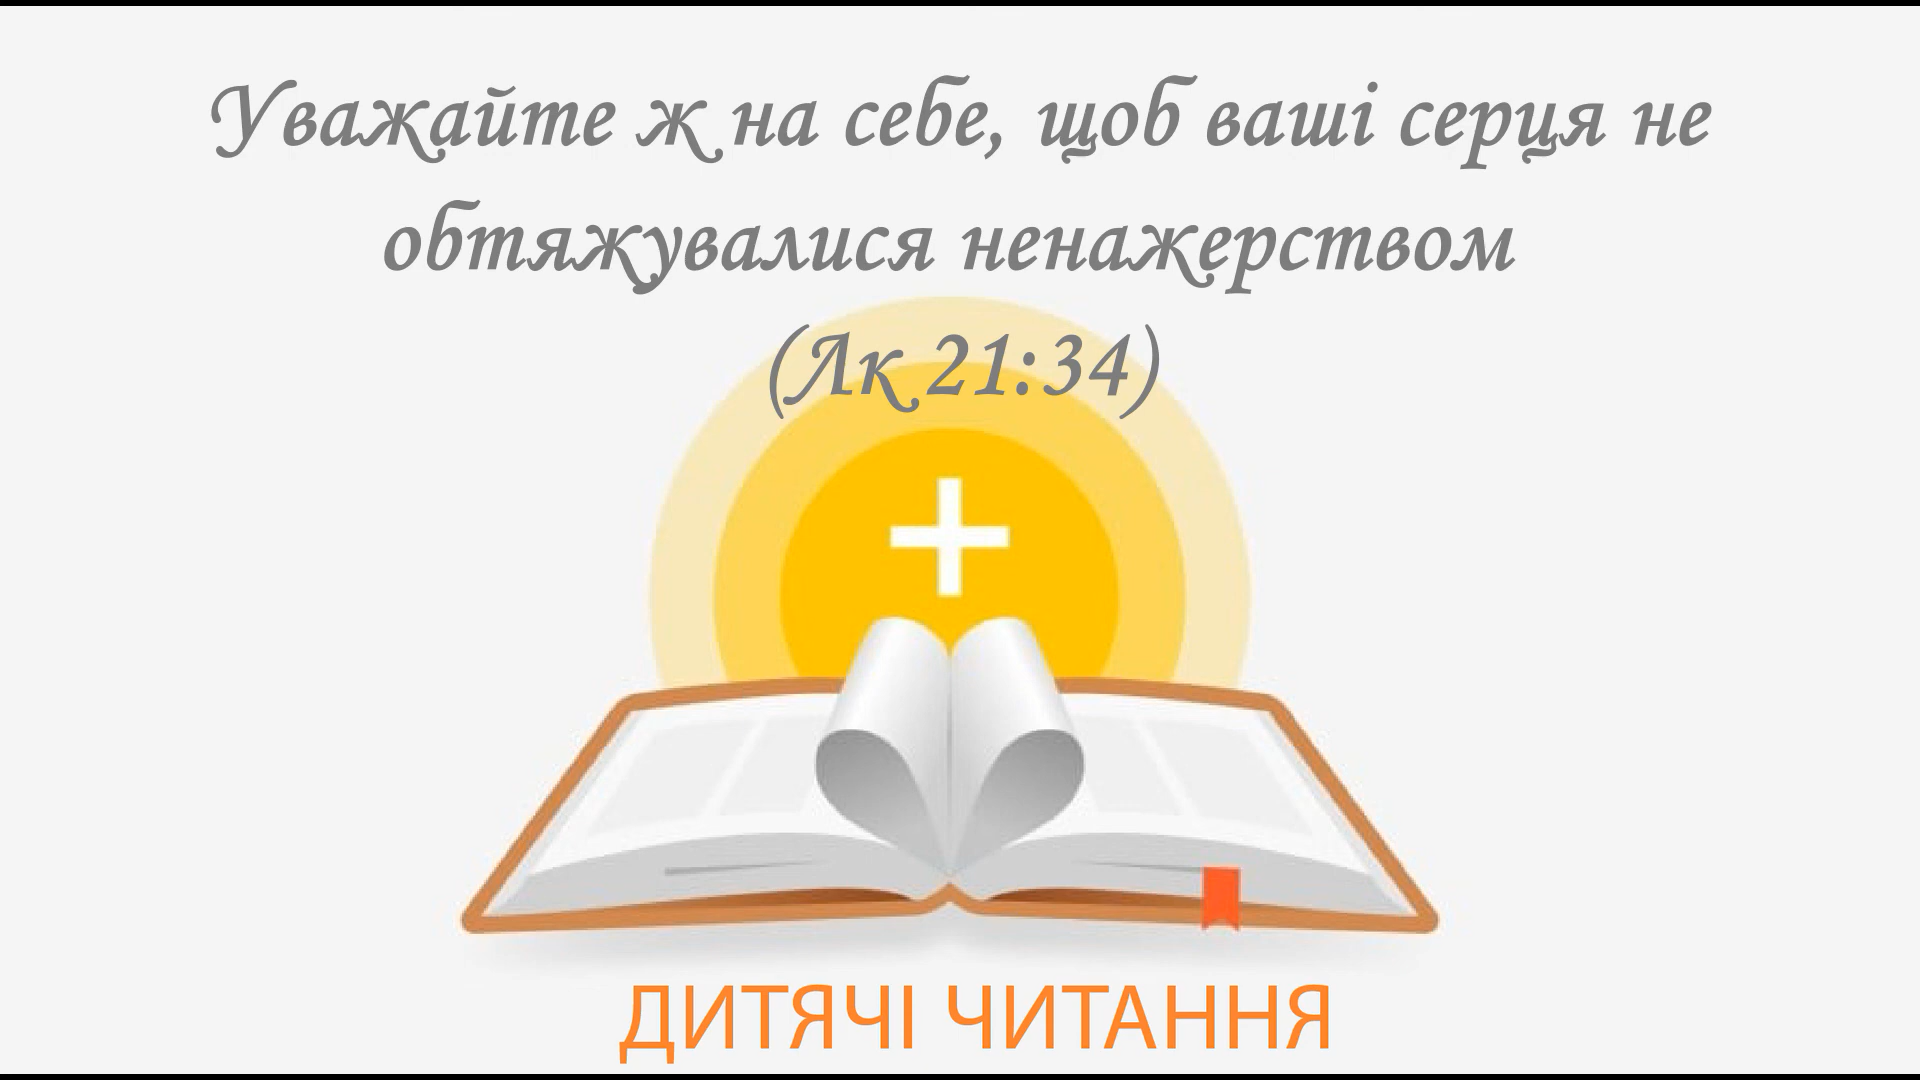 Уважайте ж на себе, щоб ваші серця не
обтяжувалися ненажерством
(Лк 21:34)
ДИТЯЧІ ЧИТАННЯ